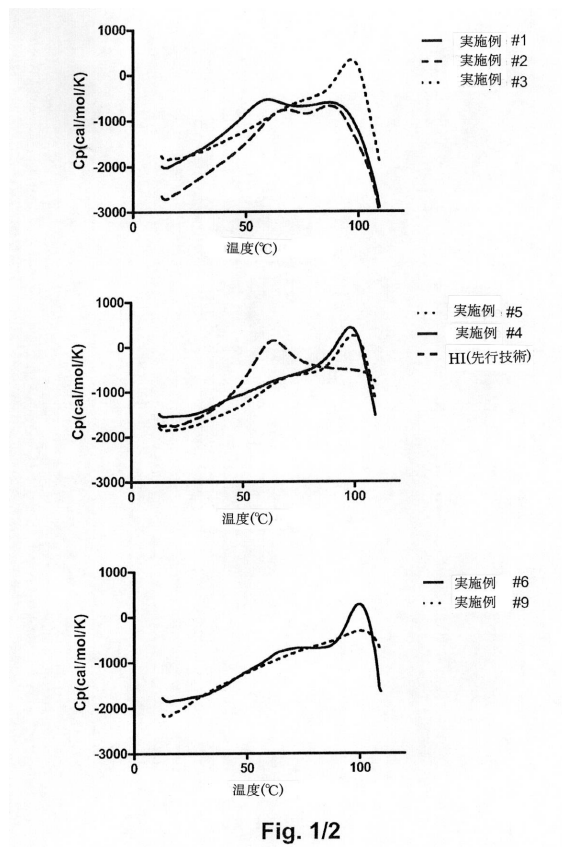 1000
0
-1000
-2000
-3000
Cp(cal/mol/K)
0 50 100
温度(℃)
実施例 #1
実施例 #2
実施例 #3
1000
0
-1000
-2000
-3000
Cp(cal/mol/K)
0 50 100
温度(℃)
実施例 #5
実施例 #4
HI(先行技術)
1000
0
-1000
-2000
-3000
Cp(cal/mol/K)
0 50 100
温度(℃)
実施例 #6
実施例 #9
Fig. 1/2